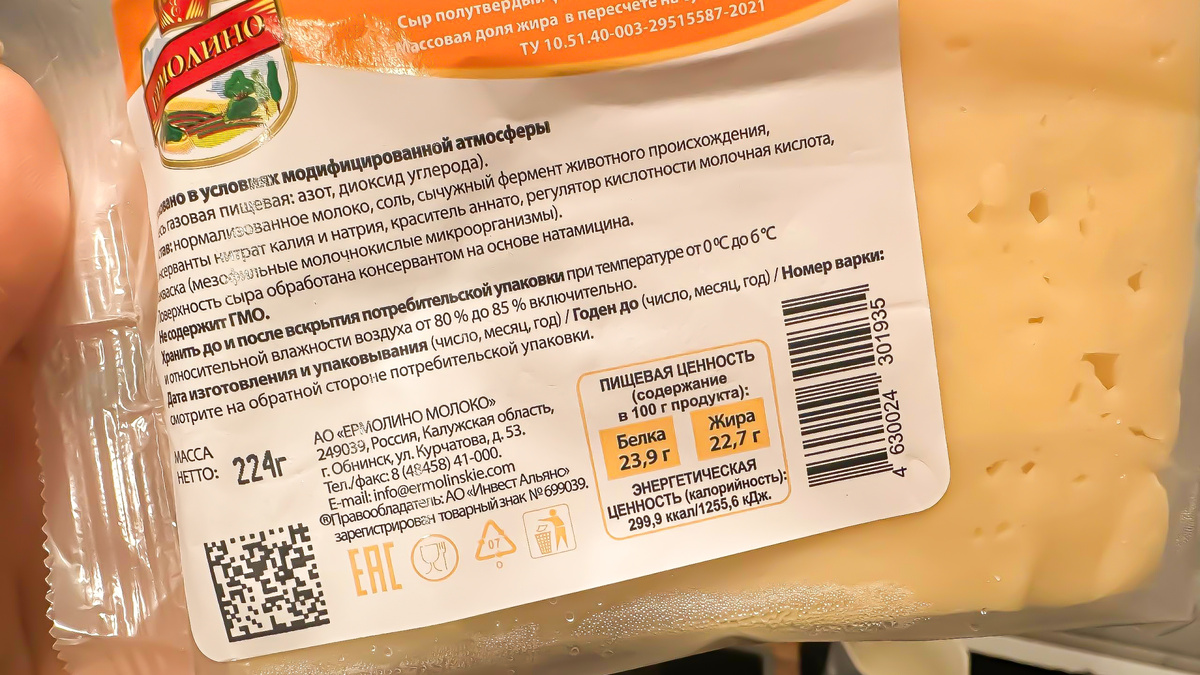 ЕРМОЛИНО
Сыр полутвердый
Массовая доля жира в пересчете на
ТУ 10.51.40-003-29515587-2021
в условиях модифицированной атмосферы
газовая пищевая: азот, диоксид углерода).
нормализованное молоко, соль, сычужный фермент животного происхождения,
нитрат калия и натрия, краситель аннато, регулятор кислотности молочная кислота,
(мезофильные молочнокислые микроорганизмы).
Поверхность сыра обработана консервантом на основе натамицина.
Не содержит ГМО.
Хранить до и после вскрытия потребительской упаковки при температуре от 0 °С до 6 °С
и относительной влажности воздуха от 80 % до 85 % включительно.
Дата изготовления и упаковывания (число, месяц, год) / Годен до (число, месяц, год) / Номер варки:
смотрите на обратной стороне потребительской упаковки.
МАССА
НЕТТО: 224г
АО «ЕРМОЛИНО МОЛОКО»
249039, Россия, Калужская область,
г. Обнинск, ул. Курчатова, д. 53.
Тел./факс: 8 (48458) 41-000.
E-mail: info@ermolinskie.com
®Правообладатель: АО «Инвест Альянс»
зарегистрирован товарный знак № 699039.
EAC
07
ПИЩЕВАЯ ЦЕННОСТЬ
(содержание
в 100 г продукта):
Белка
23,9 г
Жира
22,7 г
ЭНЕРГЕТИЧЕСКАЯ
ЦЕННОСТЬ (калорийность):
299,9 ккал/1255,6 кДж.
4 630024 301935